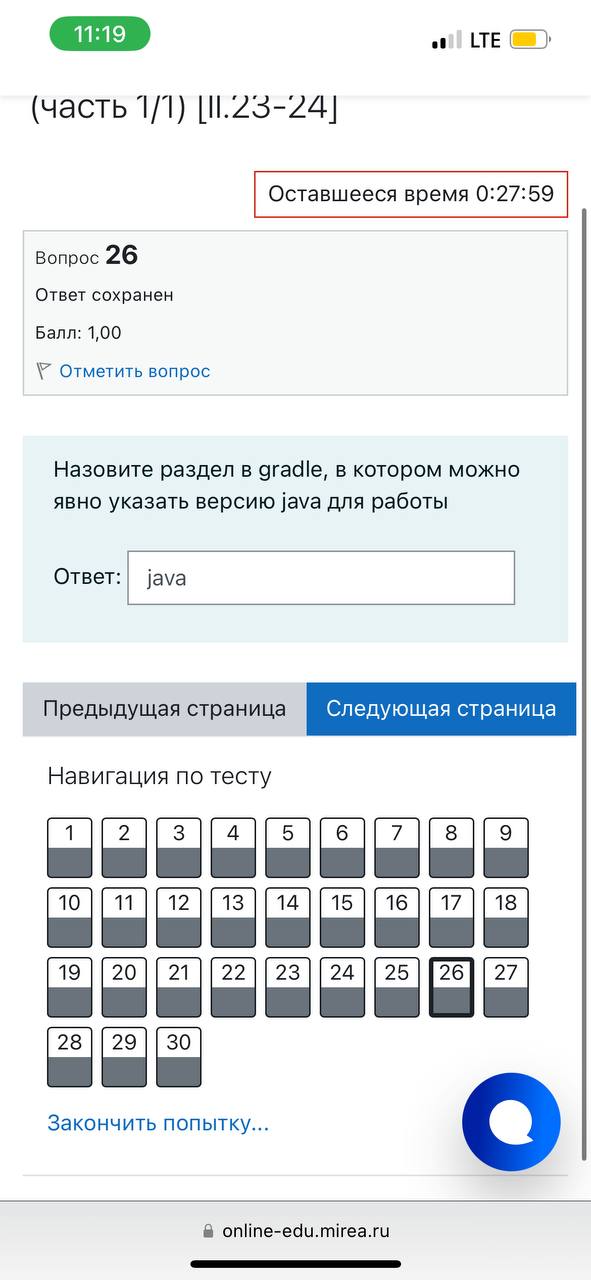 11:19
LTE
(часть 1/1) [II.23-24]
Оставшееся время 0:27:59
Вопрос 26
Ответ сохранен
Балл: 1,00
Отметить вопрос
Назовите раздел в gradle, в котором можно
явно указать версию java для работы
Ответ: java
Предыдущая страница Следующая страница
Навигация по тесту
1 2 3 4 5 6 7 8 9
10 11 12 13 14 15 16 17 18
19 20 21 22 23 24 25 26 27
28 29 30
Закончить попытку...
online-edu.mirea.ru